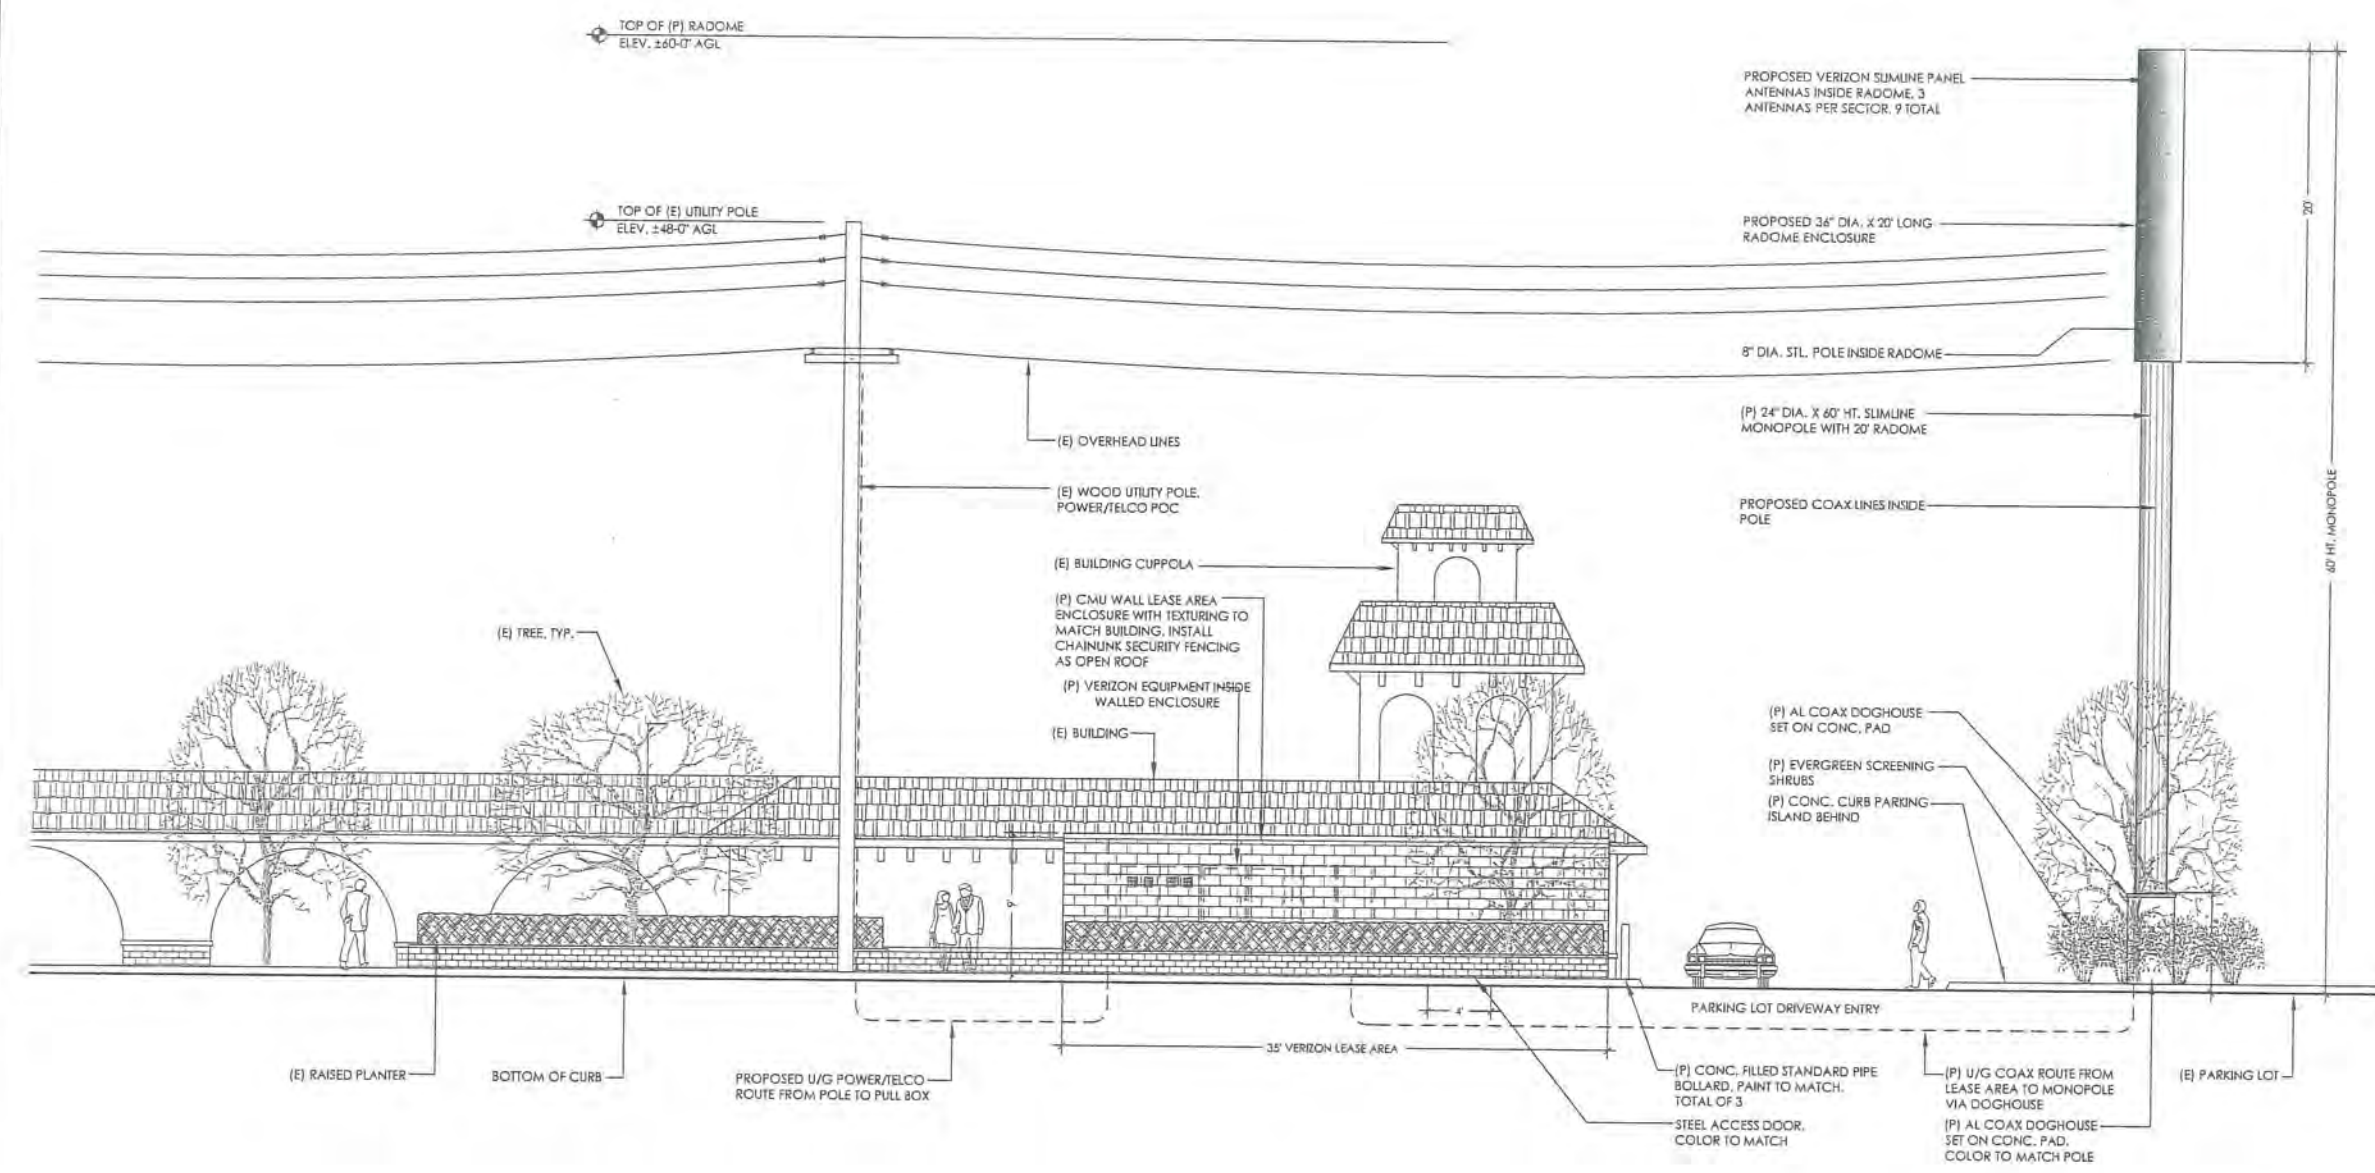 TOP OF (P) RADOME
ELEV. ±60-0" AGL
PROPOSED VERIZON SLIMLINE PANEL
ANTENNAS INSIDE RADOME, 3
ANTENNAS PER SECTOR, 9 TOTAL
20'
TOP OF (E) UTILITY POLE
ELEV. ±48-0" AGL
PROPOSED 36" DIA. X 20' LONG
RADOME ENCLOSURE
8" DIA. STL. POLE INSIDE RADOME
(P) 24" DIA. X 60' HT. SLIMLINE
MONOPOLE WITH 20' RADOME
(E) OVERHEAD LINES
60' HT. MONOPOLE
(E) WOOD UTILITY POLE,
POWER/TELCO POC
PROPOSED COAX LINES INSIDE
POLE
(E) BUILDING CUPPOLA
(P) CMU WALL LEASE AREA
ENCLOSURE WITH TEXTURING TO
MATCH BUILDING, INSTALL
CHAINLINK SECURITY FENCING
AS OPEN ROOF
(E) TREE, TYP.
(P) VERIZON EQUIPMENT INSIDE
WALLED ENCLOSURE
(E) BUILDING
(P) AL COAX DOGHOUSE
SET ON CONC. PAD
(P) EVERGREEN SCREENING
SHRUBS
(P) CONC. CURB PARKING
ISLAND BEHIND
9'
4'
PARKING LOT DRIVEWAY ENTRY
35' VERIZON LEASE AREA
(E) RAISED PLANTER
BOTTOM OF CURB
PROPOSED U/G POWER/TELCO
ROUTE FROM POLE TO PULL BOX
(P) CONC. FILLED STANDARD PIPE
BOLLARD, PAINT TO MATCH.
TOTAL OF 3
STEEL ACCESS DOOR,
COLOR TO MATCH
(P) U/G COAX ROUTE FROM
LEASE AREA TO MONOPOLE
VIA DOGHOUSE
(P) AL COAX DOGHOUSE
SET ON CONC. PAD.
COLOR TO MATCH POLE
(E) PARKING LOT